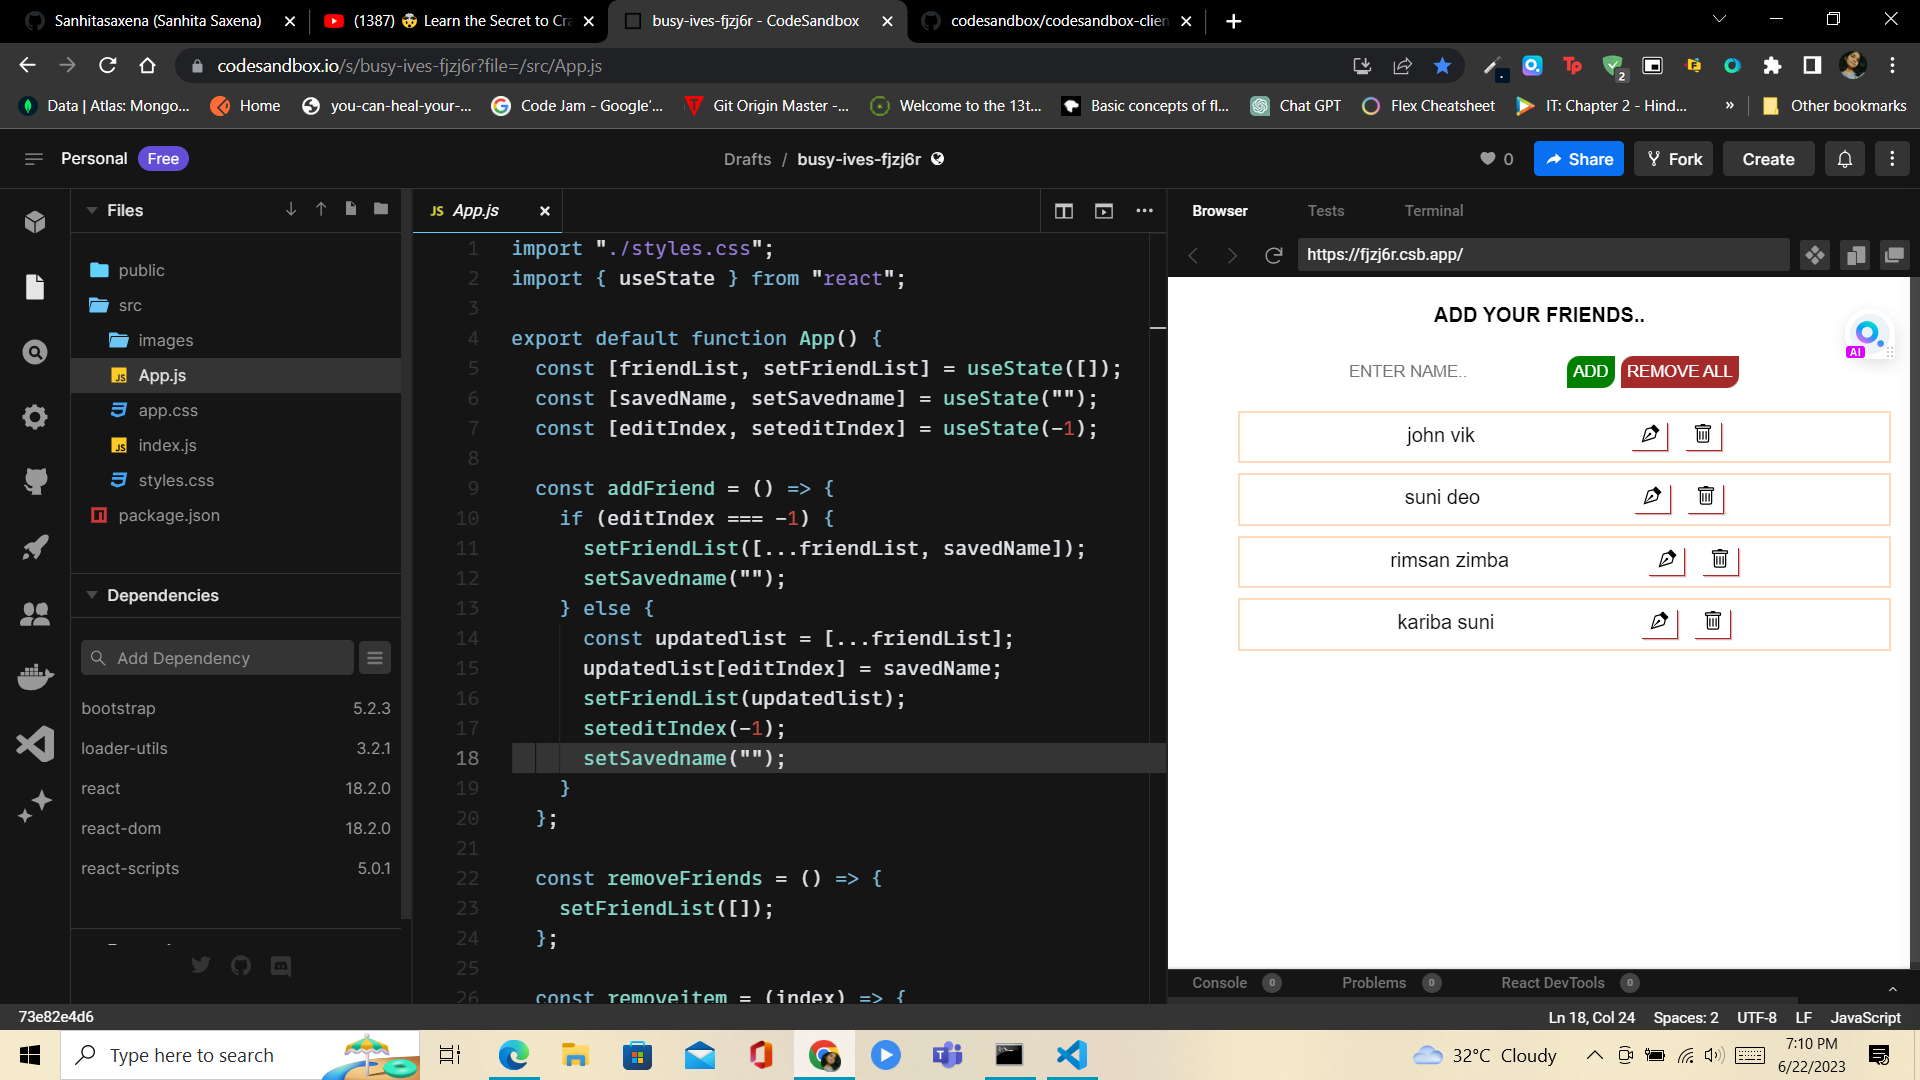 Sanhitasaxena (Sanhita Saxena)
(1387) 🤯 Learn the Secret to Cra
busy-ives-fjzj6r - CodeSandbox
codesandbox/codesandbox-clien
codesandbox.io/s/busy-ives-fjzj6r?file=/src/App.js
Tp
2
Data | Atlas: Mongo...
Home
you-can-heal-your-...
Code Jam - Google'...
Git Origin Master -...
Welcome to the 13t...
Basic concepts of fl...
Chat GPT
Flex Cheatsheet
IT: Chapter 2 - Hind...
»
Other bookmarks
Personal
Free
Drafts / busy-ives-fjzj6r
0
Share
Fork
Create
Files
public
src
images
JS App.js
app.css
JS index.js
styles.css
package.json
Dependencies
Add Dependency
bootstrap 5.2.3
loader-utils 3.2.1
react 18.2.0
react-dom 18.2.0
react-scripts 5.0.1
JS App.js
1 import "./styles.css";
2 import { useState } from "react";
3
4 export default function App() {
5 const [friendList, setFriendList] = useState([]);
6 const [savedName, setSavedname] = useState("");
7 const [editIndex, seteditIndex] = useState(-1);
8
9 const addFriend = () => {
10 if (editIndex === -1) {
11 setFriendList([...friendList, savedName]);
12 setSavedname("");
13 } else {
14 const updatedlist = [...friendList];
15 updatedlist[editIndex] = savedName;
16 setFriendList(updatedlist);
17 seteditIndex(-1);
18 setSavedname("");
19 }
20 };
21
22 const removeFriends = () => {
23 setFriendList([]);
24 };
25
26 const removeitem = (index) => {
Browser
Tests
Terminal
https://fjzj6r.csb.app/
ADD YOUR FRIENDS..
AI
ENTER NAME..
ADD
REMOVE ALL
john vik
suni deo
rimsan zimba
kariba suni
Console 0
Problems 0
React DevTools 0
73e82e4d6
Ln 18, Col 24
Spaces: 2
UTF-8
LF
JavaScript
Type here to search
32°C Cloudy
7:10 PM
6/22/2023